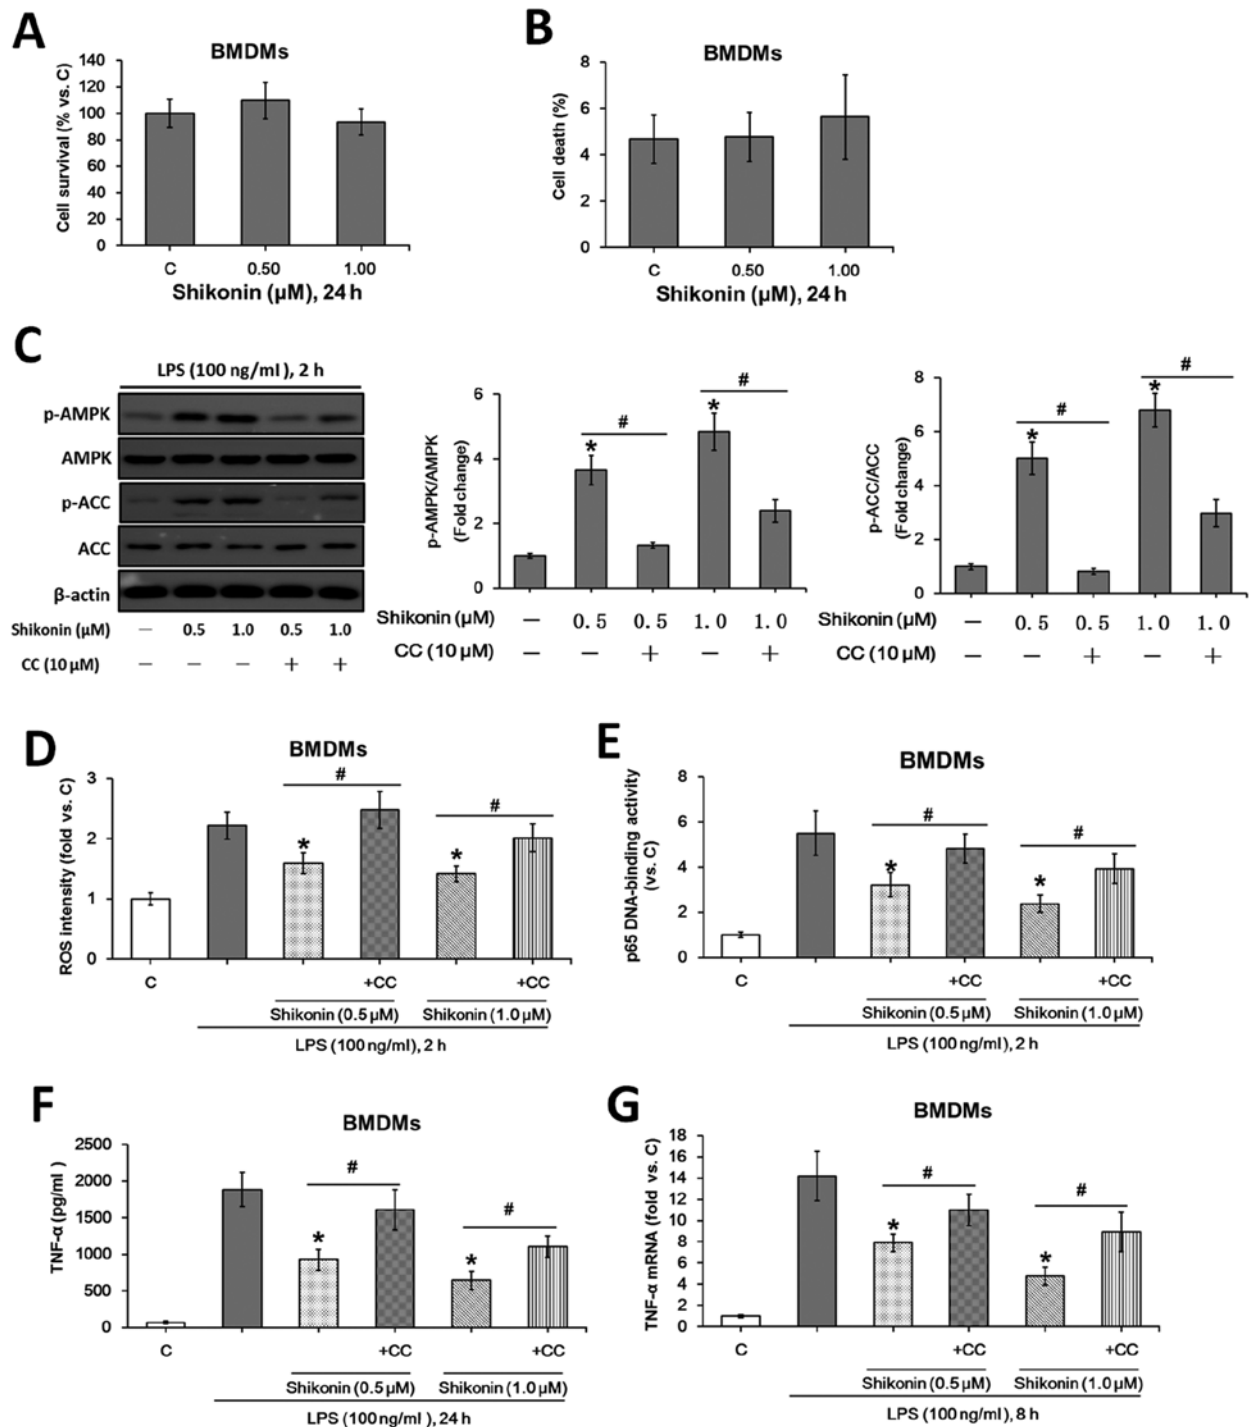 A
BMDMs
Cell survival (% vs. C)
140
120
100
80
60
40
20
0
C 0.50 1.00
Shikonin (μM), 24 h
B
BMDMs
Cell death (%)
8
6
4
2
0
C 0.50 1.00
Shikonin (μM), 24 h
C
LPS (100 ng/ml), 2 h
p-AMPK
AMPK
p-ACC
ACC
β-actin
Shikonin (μM) — 0.5 1.0 0.5 1.0
CC (10 μM) — — — + +
p-AMPK/AMPK
(Fold change)
6
4
2
0
* # * #
Shikonin (μM) — 0.5 0.5 1.0 1.0
CC (10 μM) — — + — +
p-ACC/ACC
(Fold change)
8
6
4
2
0
* # * #
Shikonin (μM) — 0.5 0.5 1.0 1.0
CC (10 μM) — — + — +
D
BMDMs
ROS intensity (fold vs. C)
3
2
1
0
* # * #
C +CC +CC
Shikonin (0.5 μM) Shikonin (1.0 μM)
LPS (100 ng/ml), 2 h
E
BMDMs
p65 DNA-binding activity
(vs. C)
8
6
4
2
0
* # * #
C +CC +CC
Shikonin (0.5 μM) Shikonin (1.0 μM)
LPS (100 ng/ml), 2 h
F
BMDMs
TNF-α (pg/ml)
2500
2000
1500
1000
500
0
* # * #
C +CC +CC
Shikonin (0.5 μM) Shikonin (1.0 μM)
LPS (100 ng/ml), 24 h
G
BMDMs
TNF-α mRNA (fold vs. C)
18
16
14
12
10
8
6
4
2
0
* # * #
C +CC +CC
Shikonin (0.5 μM) Shikonin (1.0 μM)
LPS (100 ng/ml), 8 h